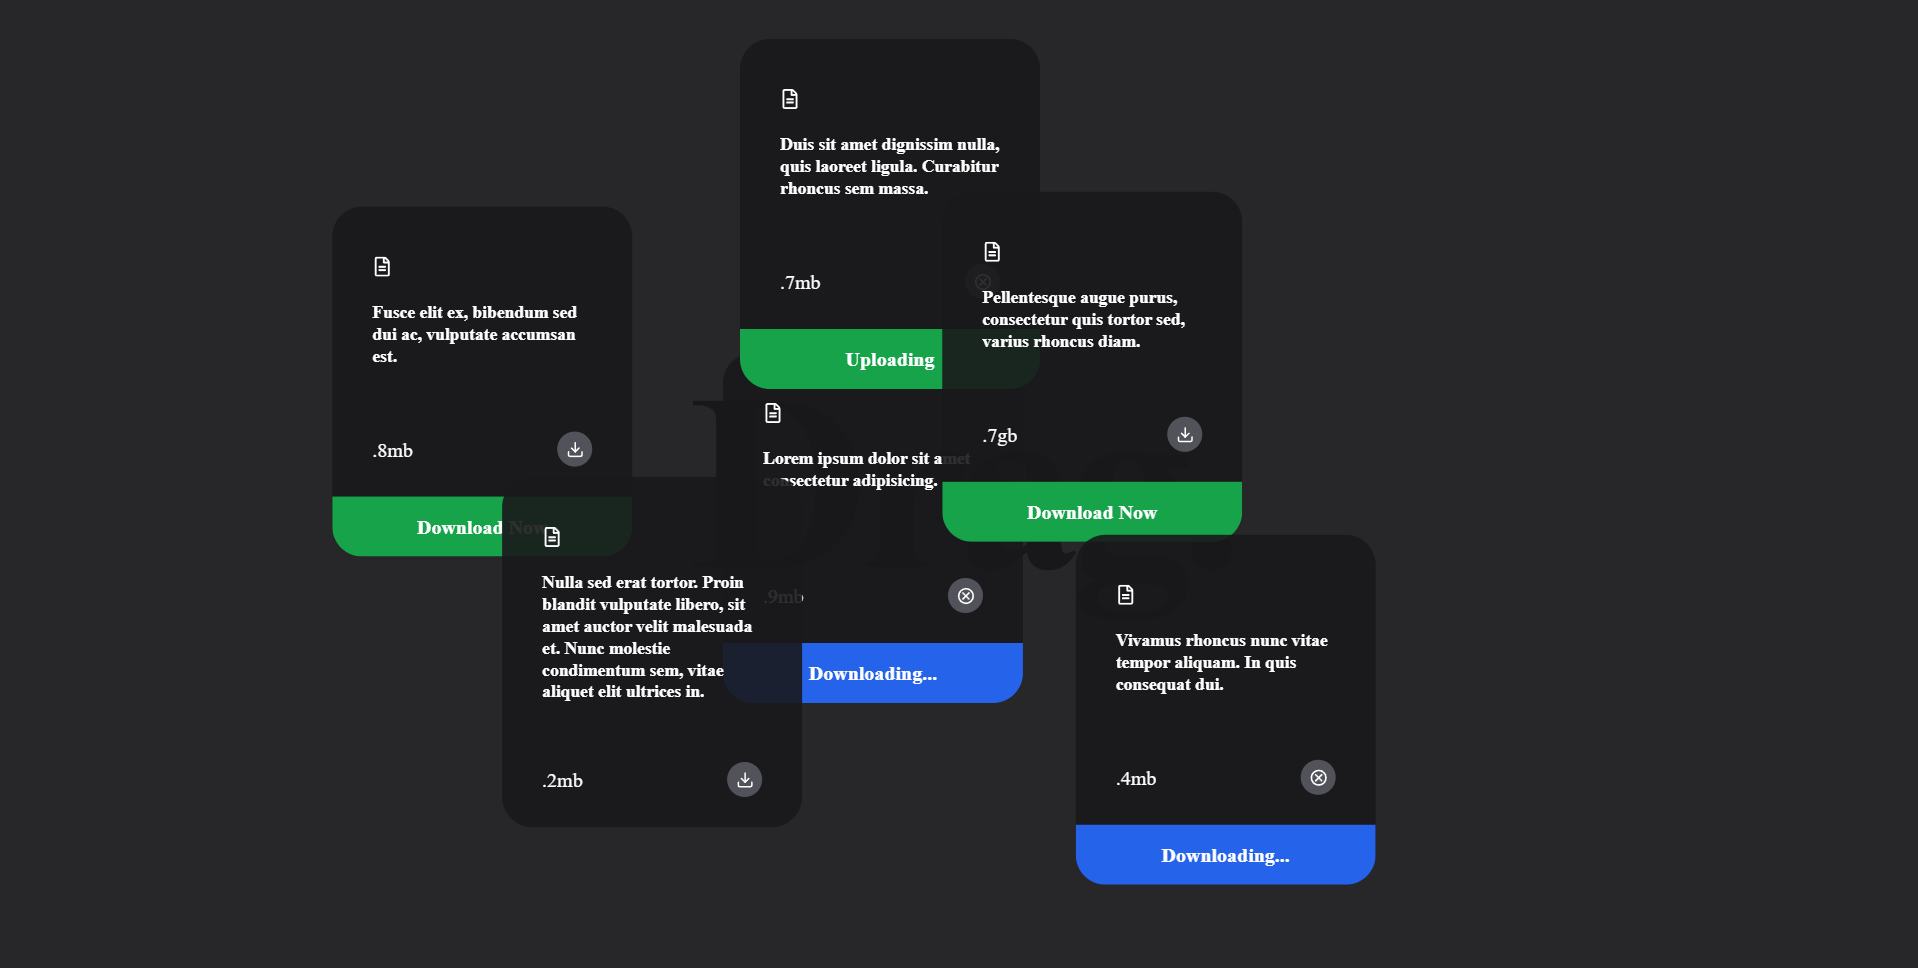 Duis sit amet dignissim nulla,
quis laoreet ligula. Curabitur
rhoncus sem massa.
.7mb
Uploading
Fusce elit ex, bibendum sed
dui ac, vulputate accumsan
est.
.8mb
Download Now
Pellentesque augue purus,
consectetur quis tortor sed,
varius rhoncus diam.
.7gb
Download Now
Drag.
Lorem ipsum dolor sit amet
consectetur adipisicing.
.9mb
Downloading...
Nulla sed erat tortor. Proin
blandit vulputate libero, sit
amet auctor velit malesuada
et. Nunc molestie
condimentum sem, vitae
aliquet elit ultrices in.
.2mb
Vivamus rhoncus nunc vitae
tempor aliquam. In quis
consequat dui.
.4mb
Downloading...